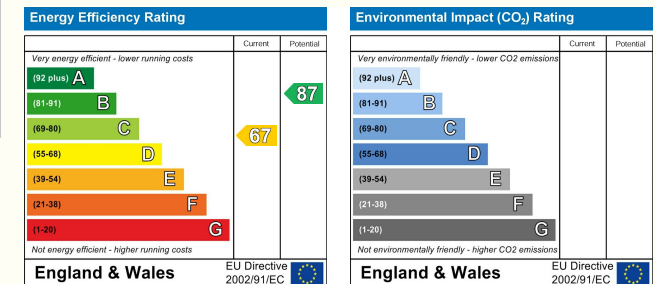 Energy Efficiency Rating
Current Potential
Very energy efficient - lower running costs
(92 plus) A
(81-91) B
(69-80) C
(55-68) D
(39-54) E
(21-38) F
(1-20) G
67
87
Not energy efficient - higher running costs
England & Wales
EU Directive
2002/91/EC
Environmental Impact (CO₂) Rating
Current Potential
Very environmentally friendly - lower CO2 emissions
(92 plus) A
(81-91) B
(69-80) C
(55-68) D
(39-54) E
(21-38) F
(1-20) G
Not environmentally friendly - higher CO2 emissions
England & Wales
EU Directive
2002/91/EC